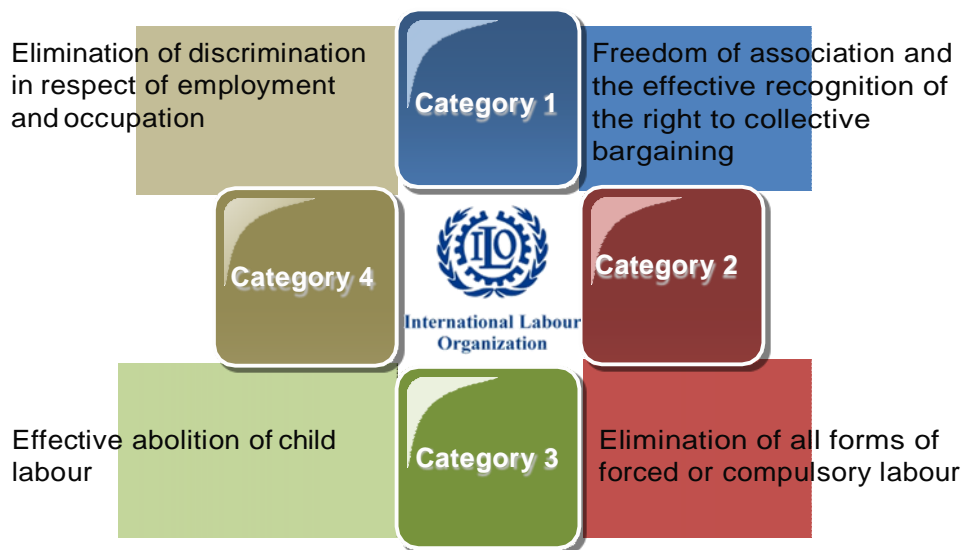 Elimination of discrimination
in respect of employment
and occupation
Category 1
Freedom of association and
the effective recognition of
the right to collective
bargaining
Category 4
ILO
International Labour
Organization
Category 2
Effective abolition of child
labour
Category 3
Elimination of all forms of
forced or compulsory labour